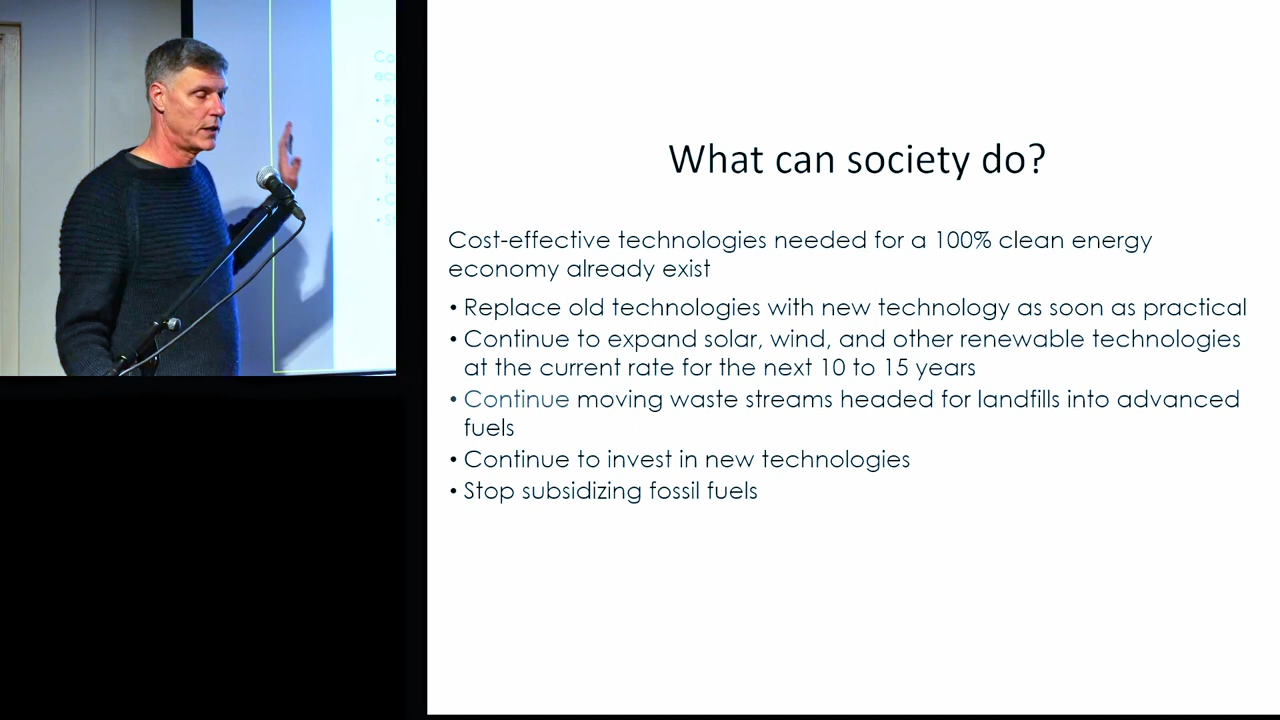 What can society do?
Cost-effective technologies needed for a 100% clean energy
economy already exist
• Replace old technologies with new technology as soon as practical
• Continue to expand solar, wind, and other renewable technologies
at the current rate for the next 10 to 15 years
• Continue moving waste streams headed for landfills into advanced
fuels
• Continue to invest in new technologies
• Stop subsidizing fossil fuels